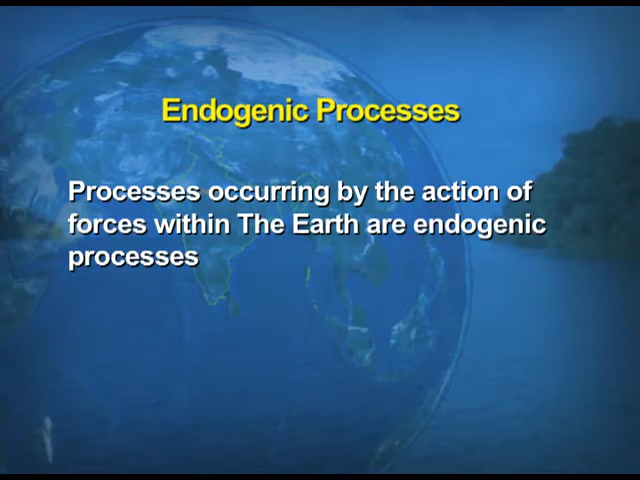 Endogenic Processes
Processes occurring by the action of
forces within The Earth are endogenic
processes